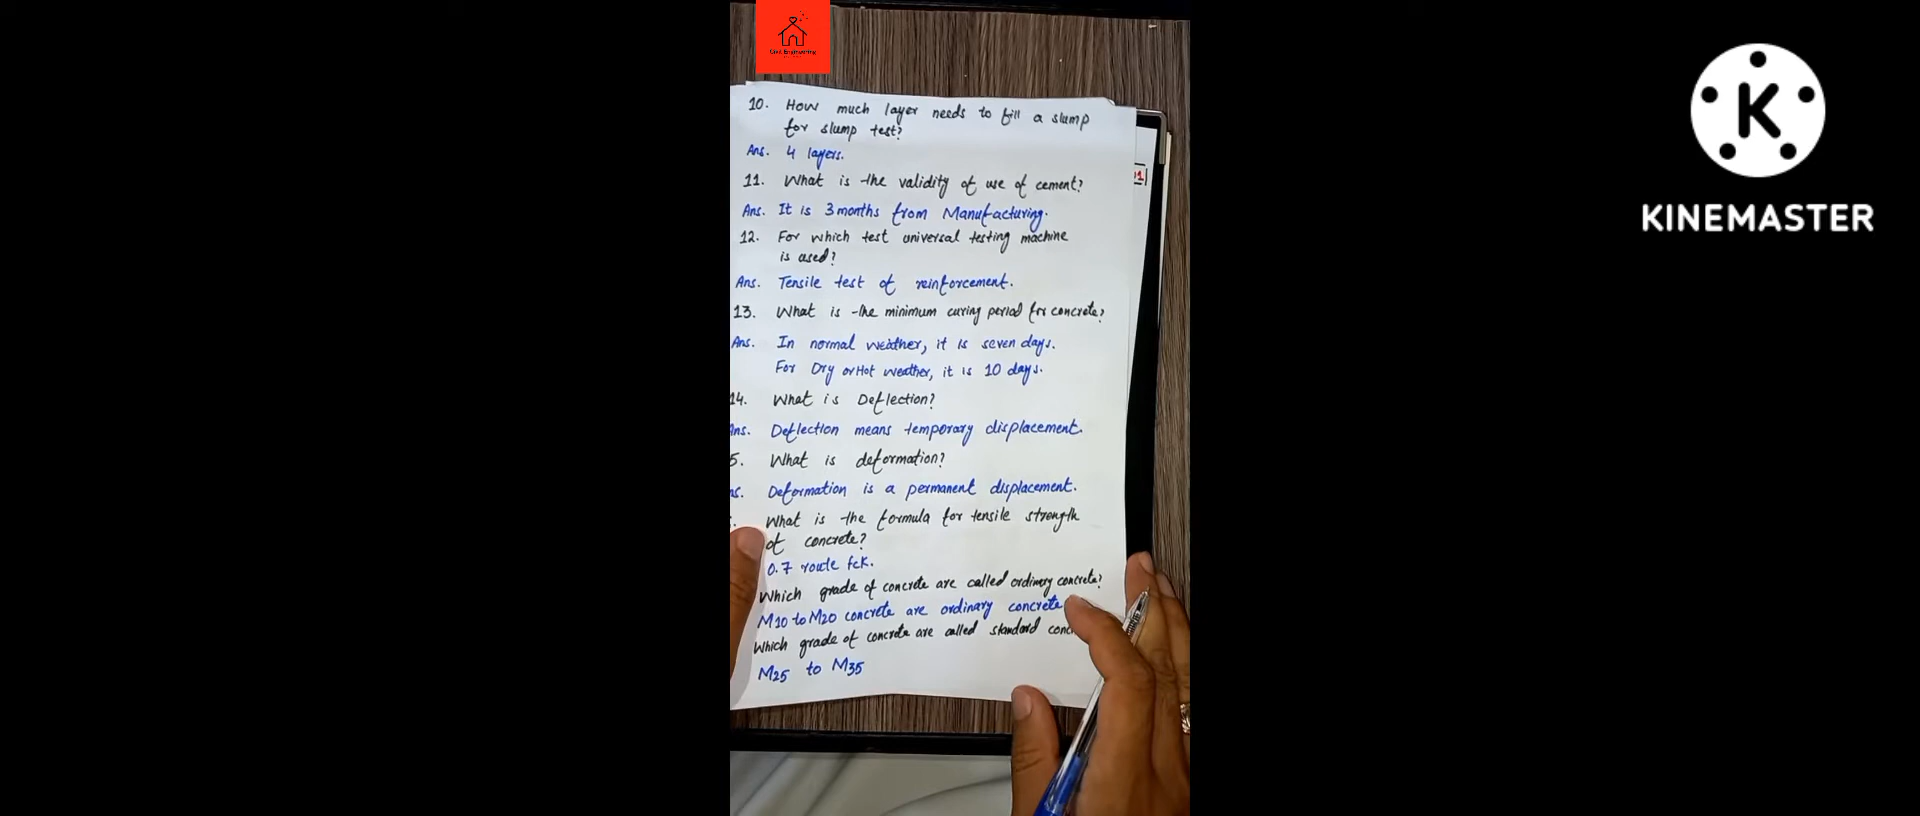 Civil Engineering
10. How much layer needs to fill a slump
for slump test?
Ans. 4 layers.
11. What is the validity of use of cement?
Ans. It is 3 months from Manufacturing.
12. For which test universal testing machine
is used?
Ans. Tensile test of reinforcement.
13. What is the minimum curing period for concrete?
Ans. In normal weather, it is seven days.
For Dry or Hot weather, it is 10 days.
14. What is Deflection?
Ans. Deflection means temporary displacement.
5. What is deformation?
ns. Deformation is a permanent displacement.
What is the formula for tensile strength
of concrete?
0.7 route fck.
Which grade of concrete are called ordinary concrete?
M10 to M20 concrete are ordinary concrete
Which grade of concrete are called standard conc
M25 to M35
K
KINEMASTER